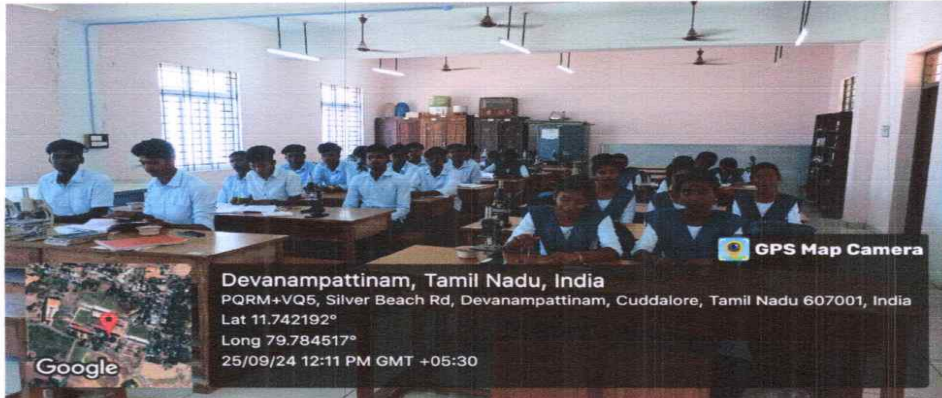 GPS Map Camera
Devanampattinam, Tamil Nadu, India
PQRM+VQ5, Silver Beach Rd, Devanampattinam, Cuddalore, Tamil Nadu 607001, India
Lat 11.742192°
Long 79.784517°
25/09/24 12:11 PM GMT +05:30
Google